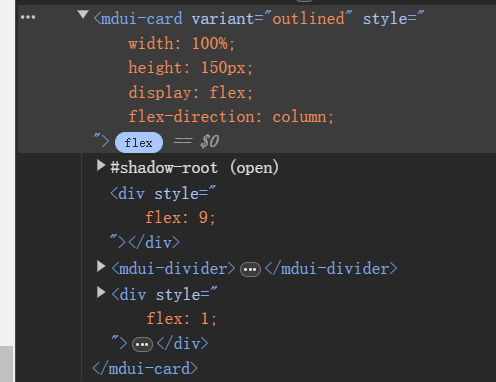 <mdui-card variant="outlined" style="
width: 100%;
height: 150px;
display: flex;
flex-direction: column;
"> flex == $0
#shadow-root (open)
<div style="
flex: 9;
"></div>
<mdui-divider> ••• </mdui-divider>
<div style="
flex: 1;
"> ••• </div>
</mdui-card>